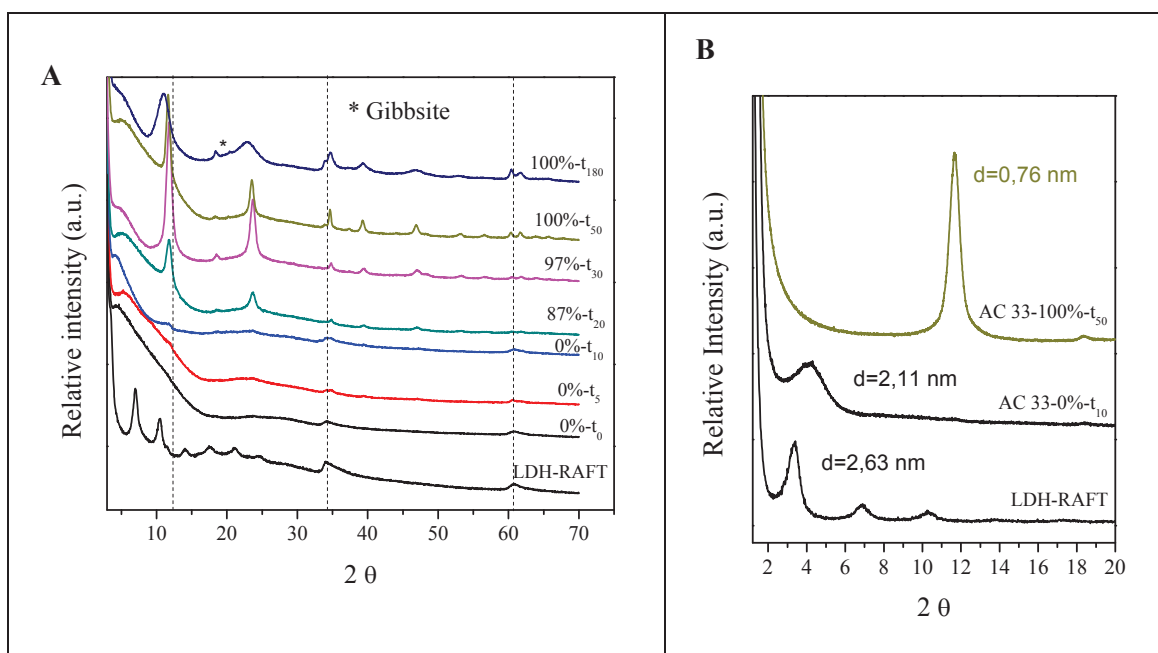 A
* Gibbsite
*
100%-t180
100%-t50
97%-t30
87%-t20
0%-t10
0%-t5
0%-t0
LDH-RAFT
Relative intensity (a.u.)
10 20 30 40 50 60 70
2 θ
B
d=0,76 nm
AC 33-100%-t50
d=2,11 nm
AC 33-0%-t10
d=2,63 nm
LDH-RAFT
Relative Intensity (a.u.)
2 4 6 8 10 12 14 16 18 20
2 θ